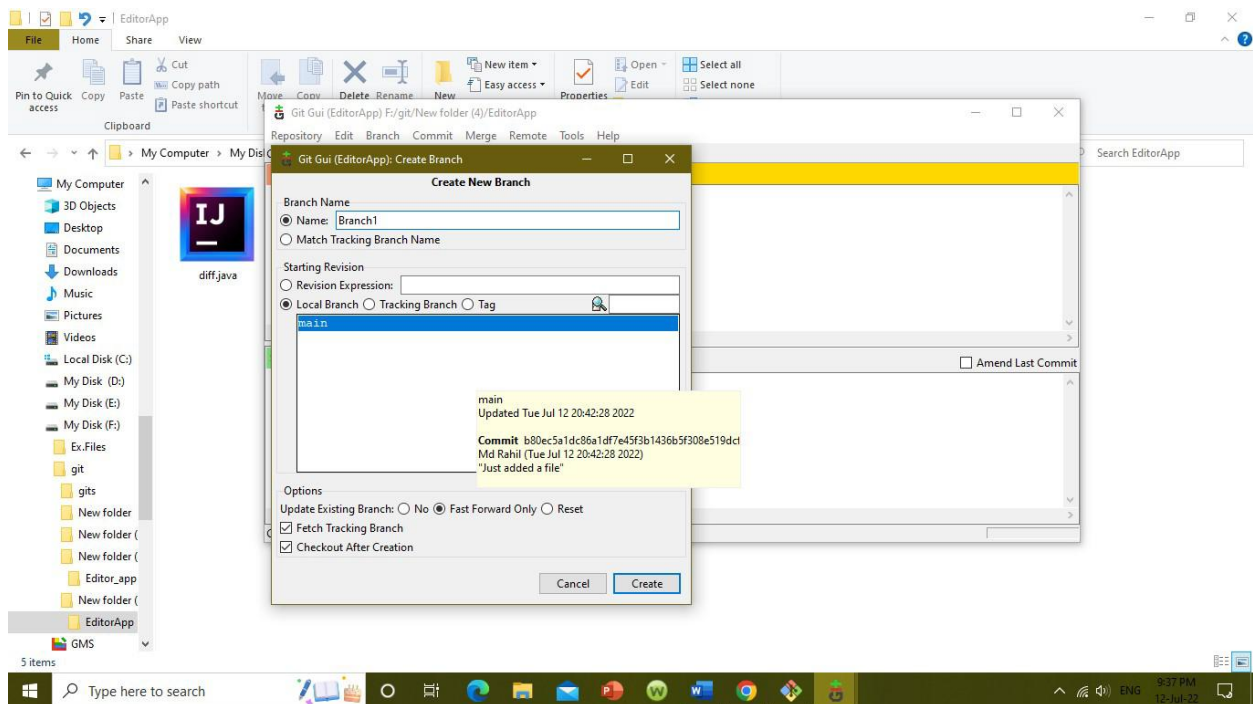 EditorApp
File Home Share View
Pin to Quick access
Copy
Paste
Cut
Copy path
Paste shortcut
Clipboard
Move
Copy
Delete
Rename
New
New item
Easy access
Properties
Open
Edit
Select all
Select none
My Computer > My Dis
Search EditorApp
My Computer
3D Objects
Desktop
Documents
Downloads
Music
Pictures
Videos
Local Disk (C:)
My Disk (D:)
My Disk (E:)
My Disk (F:)
Ex.Files
git
gits
New folder
New folder (
New folder (
Editor_app
New folder (
EditorApp
GMS
5 items
IJ
diff.java
Git Gui (EditorApp) F:/git/New folder (4)/EditorApp
Repository Edit Branch Commit Merge Remote Tools Help
Amend Last Commit
Git Gui (EditorApp): Create Branch
Create New Branch
Branch Name
Name: Branch1
Match Tracking Branch Name
Starting Revision
Revision Expression:
Local Branch Tracking Branch Tag
main
main
Updated Tue Jul 12 20:42:28 2022
Commit b80ec5a1dc86a1df7e45f3b1436b5f308e519dcf
Md Rahil (Tue Jul 12 20:42:28 2022)
"Just added a file"
Options
Update Existing Branch: No Fast Forward Only Reset
Fetch Tracking Branch
Checkout After Creation
Cancel Create
Type here to search
ENG
9:37 PM
12-Jul-22